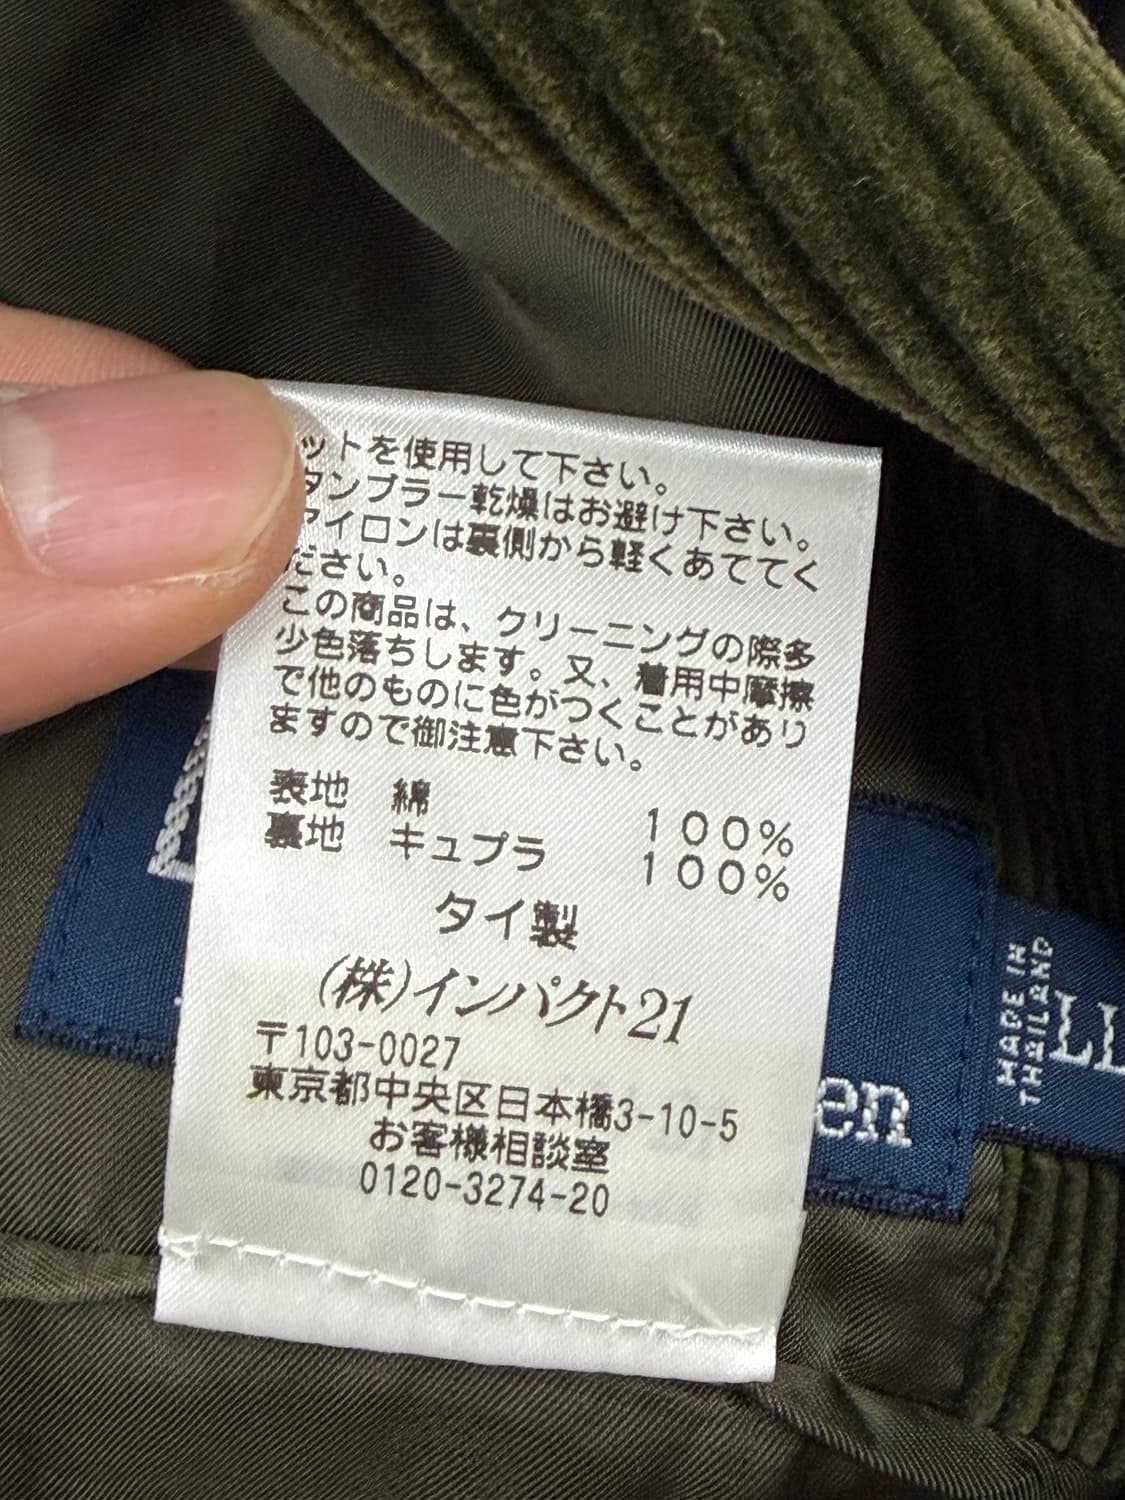 ットを使用して下さい。
タンブラー乾燥はお避け下さい。
アイロンは裏側から軽くあててく
ださい。
この商品は、クリーニングの際多
少色落ちします。又、着用中摩擦
で他のものに色がつくことがあり
ますので御注意下さい。
表地 綿 100%
裏地 キュプラ 100%
タイ製
(株)インパクト21
〒103-0027
東京都中央区日本橋3-10-5
お客様相談室
0120-3274-20
en
MADE IN
THAILAND
LL